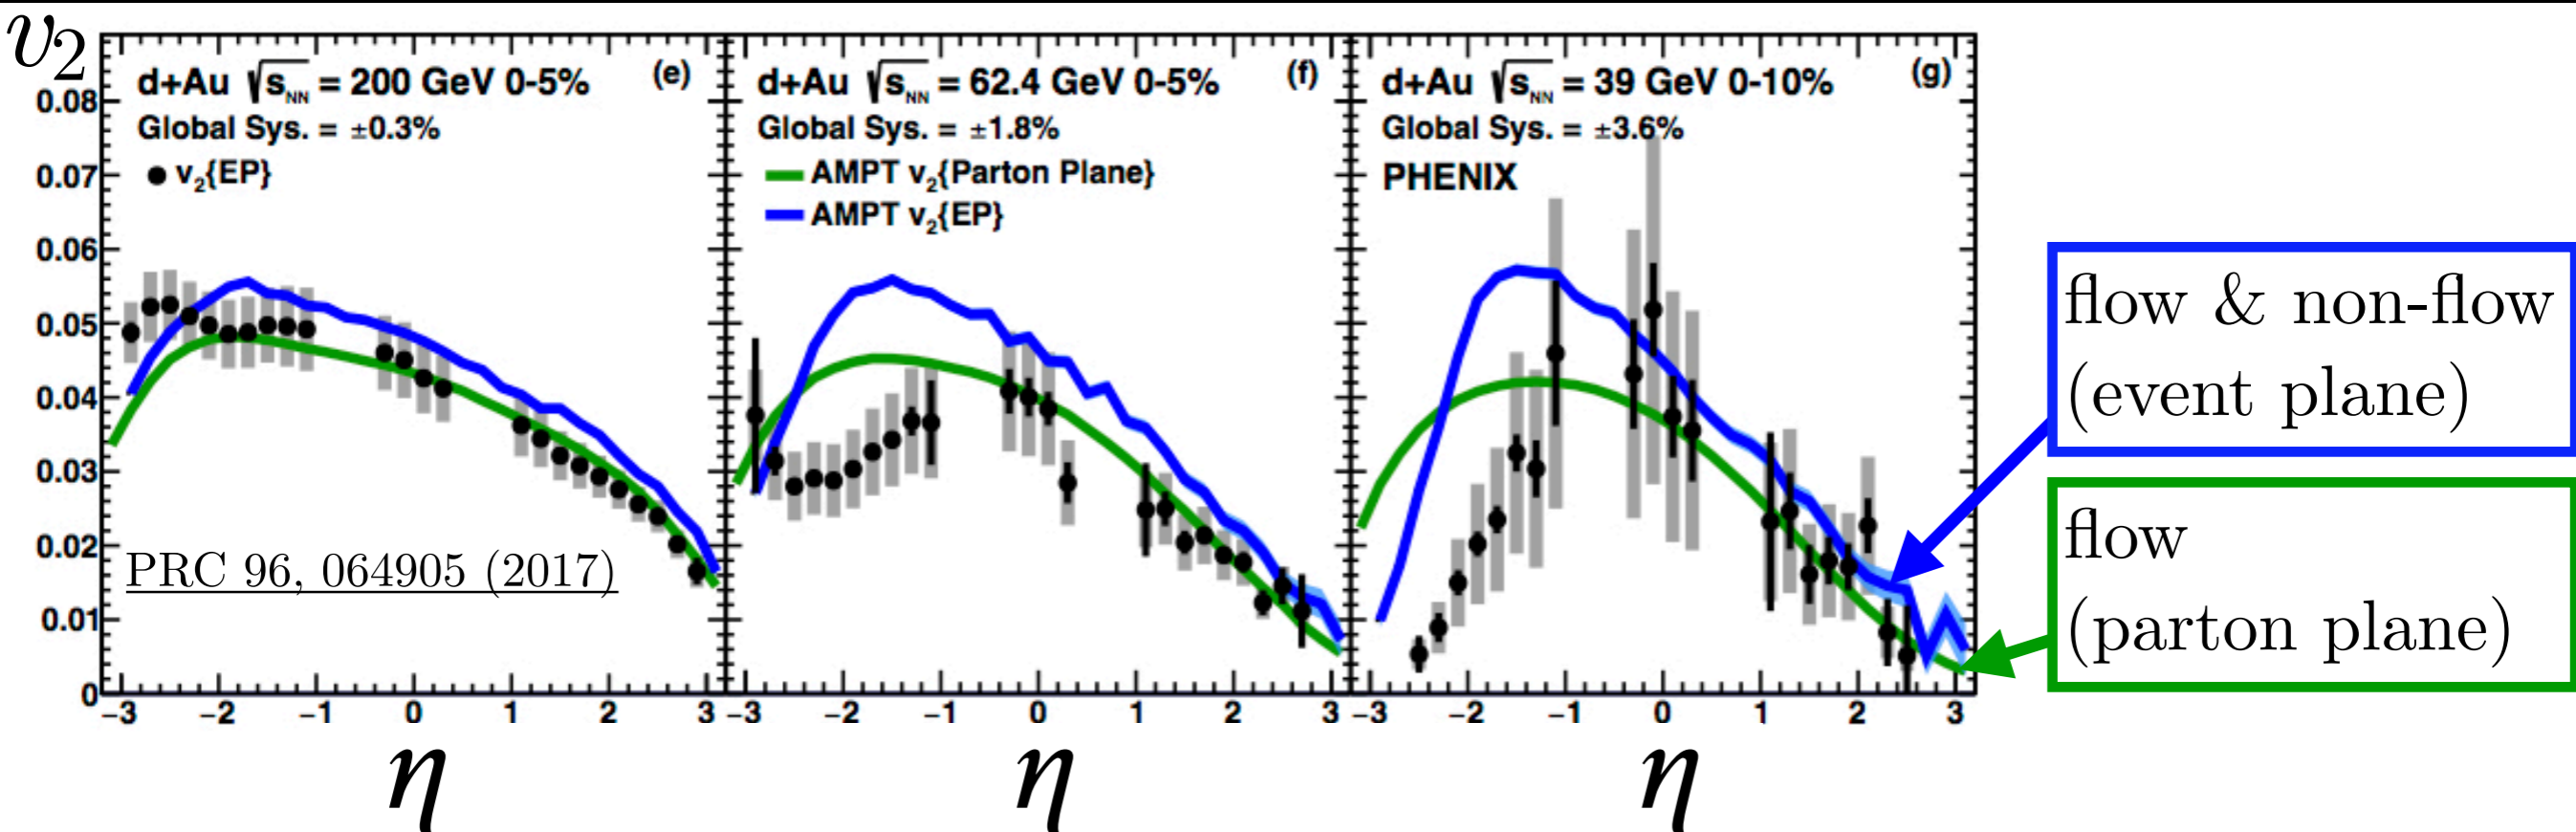 v₂
d+Au √s_NN = 200 GeV 0-5% (e)
Global Sys. = ±0.3%
v₂{EP}
PRC 96, 064905 (2017)
d+Au √s_NN = 62.4 GeV 0-5% (f)
Global Sys. = ±1.8%
AMPT v₂{Parton Plane}
AMPT v₂{EP}
d+Au √s_NN = 39 GeV 0-10% (g)
Global Sys. = ±3.6%
PHENIX
0.08
0.07
0.06
0.05
0.04
0.03
0.02
0.01
0
−3 −2 −1 0 1 2 3
−3 −2 −1 0 1 2 3
−3 −2 −1 0 1 2 3
η
η
η
flow & non-flow
(event plane)
flow
(parton plane)